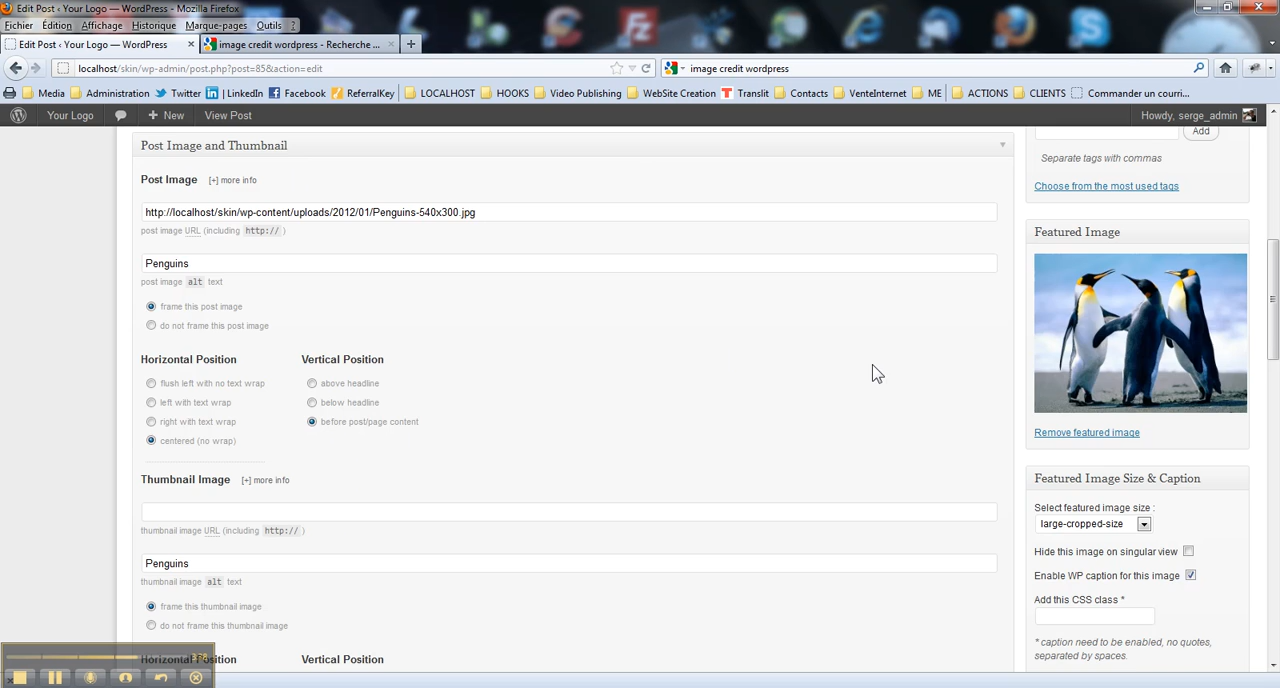 Edit Post ‹ Your Logo — WordPress - Mozilla Firefox
Fichier Édition Affichage Historique Marque-pages Outils ?
Edit Post ‹ Your Logo — WordPress × image credit wordpress - Recherche ... × +
localhost/skin/wp-admin/post.php?post=85&action=edit image credit wordpress
Media Administration Twitter LinkedIn Facebook ReferralKey LOCALHOST HOOKS Video Publishing WebSite Creation Translit Contacts VenteInternet ME ACTIONS CLIENTS Commander un courri...
Your Logo + New View Post Howdy, serge_admin
Post Image and Thumbnail
Post Image [+] more info
http://localhost/skin/wp-content/uploads/2012/01/Penguins-540x300.jpg
post image URL (including http:// )
Penguins
post image alt text
frame this post image
do not frame this post image
Horizontal Position Vertical Position
flush left with no text wrap above headline
left with text wrap below headline
right with text wrap before post/page content
centered (no wrap)
Thumbnail Image [+] more info
thumbnail image URL (including http:// )
Penguins
thumbnail image alt text
frame this thumbnail image
do not frame this thumbnail image
Horizontal Position Vertical Position
Add
Separate tags with commas
Choose from the most used tags
Featured Image
Remove featured image
Featured Image Size & Caption
Select featured image size :
large-cropped-size
Hide this image on singular view
Enable WP caption for this image
Add this CSS class *
* caption need to be enabled, no quotes,
separated by spaces.